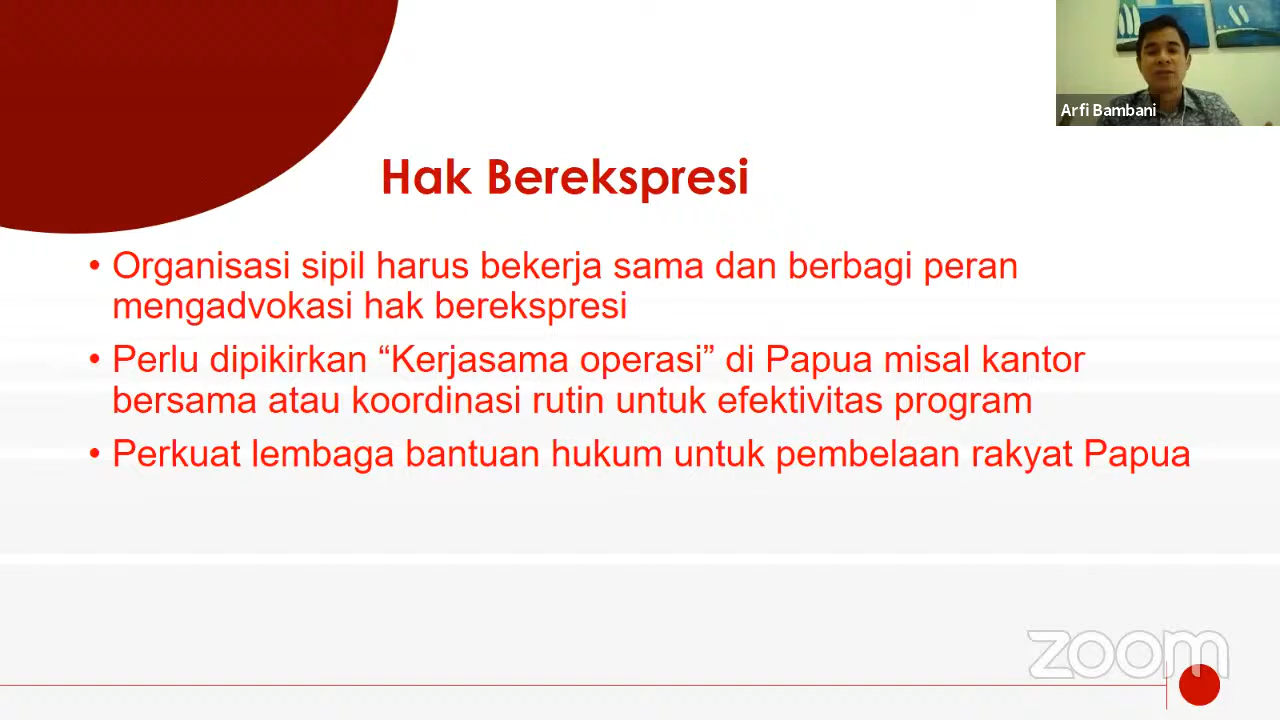 Arfi Bambani
Hak Berekspresi
• Organisasi sipil harus bekerja sama dan berbagi peran
mengadvokasi hak berekspresi
• Perlu dipikirkan “Kerjasama operasi” di Papua misal kantor
bersama atau koordinasi rutin untuk efektivitas program
• Perkuat lembaga bantuan hukum untuk pembelaan rakyat Papua
zoom